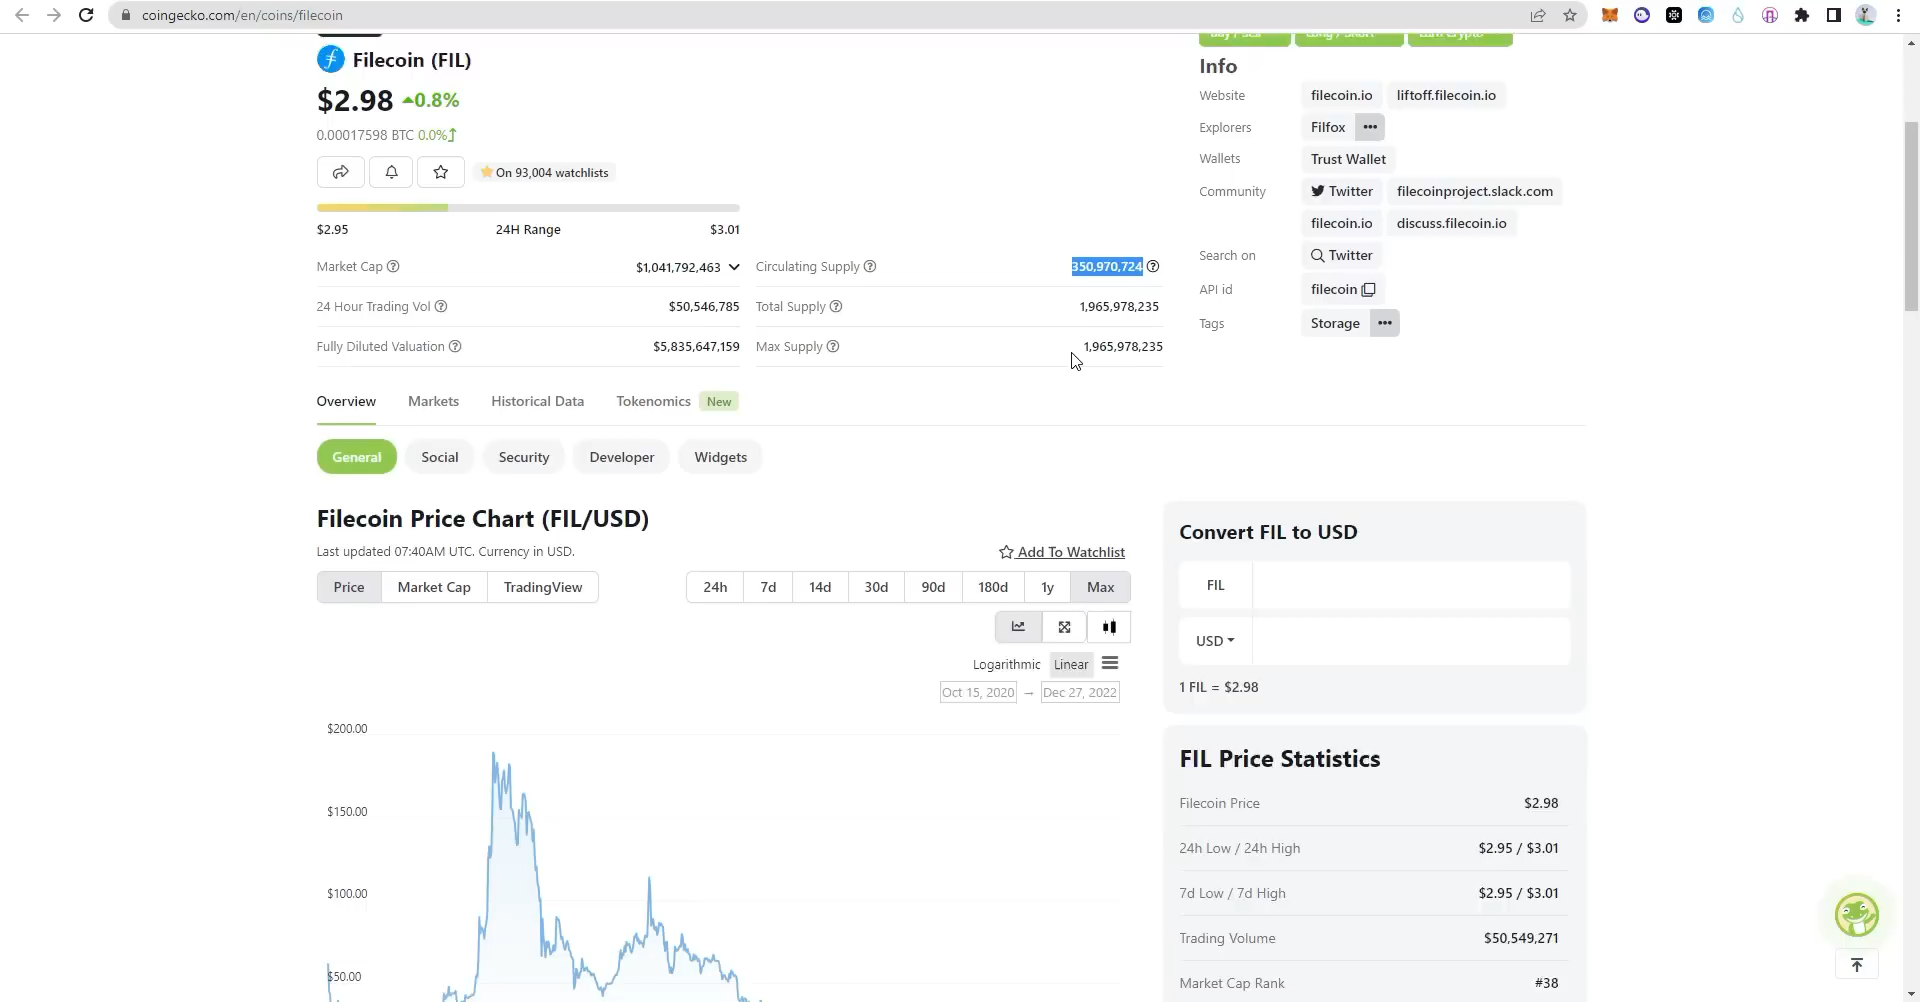 coingecko.com/en/coins/filecoin
Filecoin (FIL)
$2.98 0.8%
0.00017598 BTC 0.0%
On 93,004 watchlists
$2.95 24H Range $3.01
Market Cap $1,041,792,463
24 Hour Trading Vol $50,546,785
Fully Diluted Valuation $5,835,647,159
Circulating Supply 350,970,724
Total Supply 1,965,978,235
Max Supply 1,965,978,235
Info
Website filecoin.io liftoff.filecoin.io
Explorers Filfox •••
Wallets Trust Wallet
Community Twitter filecoinproject.slack.com
filecoin.io discuss.filecoin.io
Search on Twitter
API id filecoin
Tags Storage •••
Overview Markets Historical Data Tokenomics New
General Social Security Developer Widgets
Filecoin Price Chart (FIL/USD)
Last updated 07:40AM UTC. Currency in USD.
Add To Watchlist
Price Market Cap TradingView
24h 7d 14d 30d 90d 180d 1y Max
Logarithmic Linear
Oct 15, 2020 → Dec 27, 2022
$200.00
$150.00
$100.00
$50.00
Convert FIL to USD
FIL
USD
1 FIL = $2.98
FIL Price Statistics
Filecoin Price $2.98
24h Low / 24h High $2.95 / $3.01
7d Low / 7d High $2.95 / $3.01
Trading Volume $50,549,271
Market Cap Rank #38